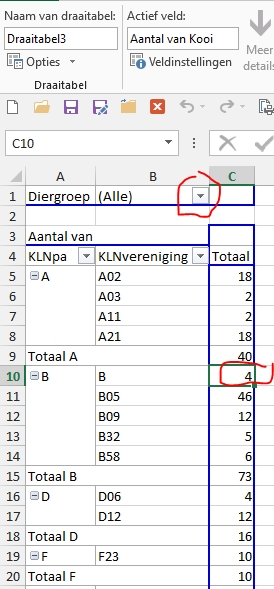 Naam van draaitabel: Actief veld:
Draaitabel3 Aantal van Kooi
Opties Veldinstellingen Meer details
Draaitabel
C10
A B C
1 Diergroep (Alle)
2
3 Aantal van
4 KLNpa KLNvereniging Totaal
5 A A02 18
6 A03 2
7 A11 2
8 A21 18
9 Totaal A 40
10 B B 4
11 B05 46
12 B09 12
13 B32 5
14 B58 6
15 Totaal B 73
16 D D06 4
17 D12 12
18 Totaal D 16
19 F F23 10
20 Totaal F 10